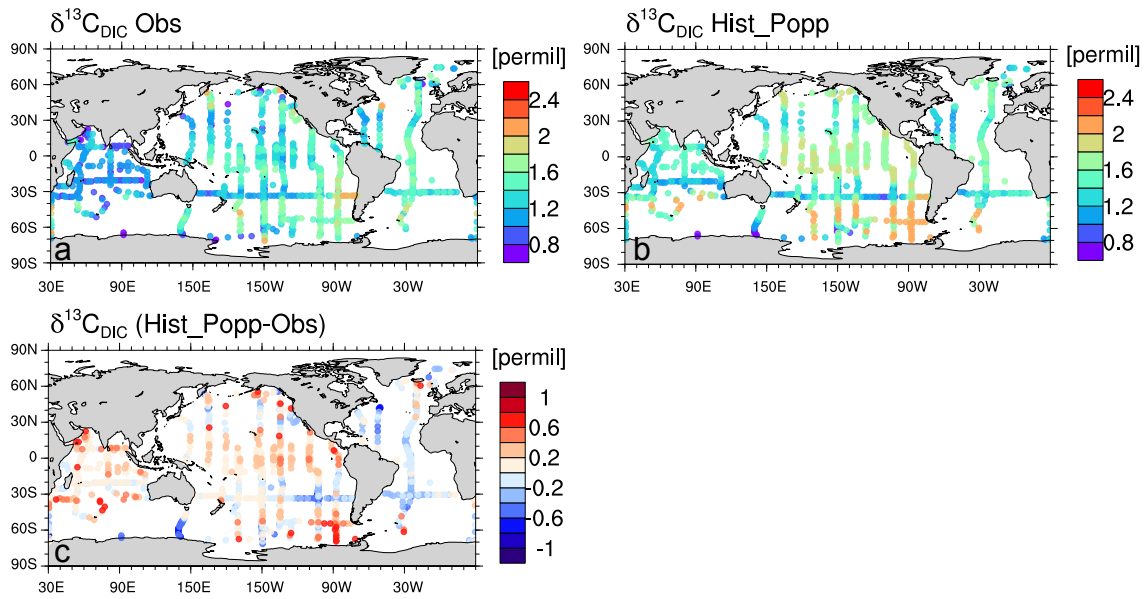 δ¹³C_DIC Obs
[permil]
90N
60N
30N
0
30S
60S
90S
30E 90E 150E 150W 90W 30W
2.4
2
1.6
1.2
0.8
a
δ¹³C_DIC Hist_Popp
[permil]
90N
60N
30N
0
30S
60S
90S
30E 90E 150E 150W 90W 30W
2.4
2
1.6
1.2
0.8
b
δ¹³C_DIC (Hist_Popp-Obs)
[permil]
90N
60N
30N
0
30S
60S
90S
30E 90E 150E 150W 90W 30W
1
0.6
0.2
-0.2
-0.6
-1
c